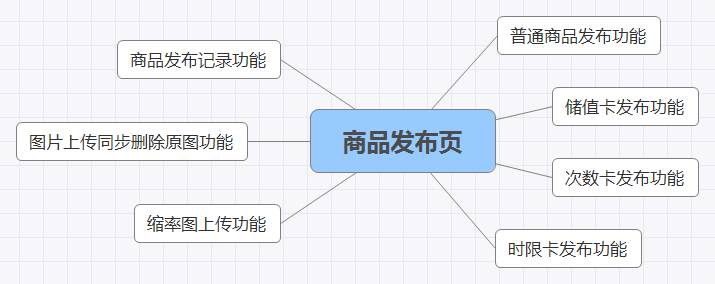 普通商品发布功能
商品发布记录功能
储值卡发布功能
商品发布页
图片上传同步删除原图功能
次数卡发布功能
缩率图上传功能
时限卡发布功能